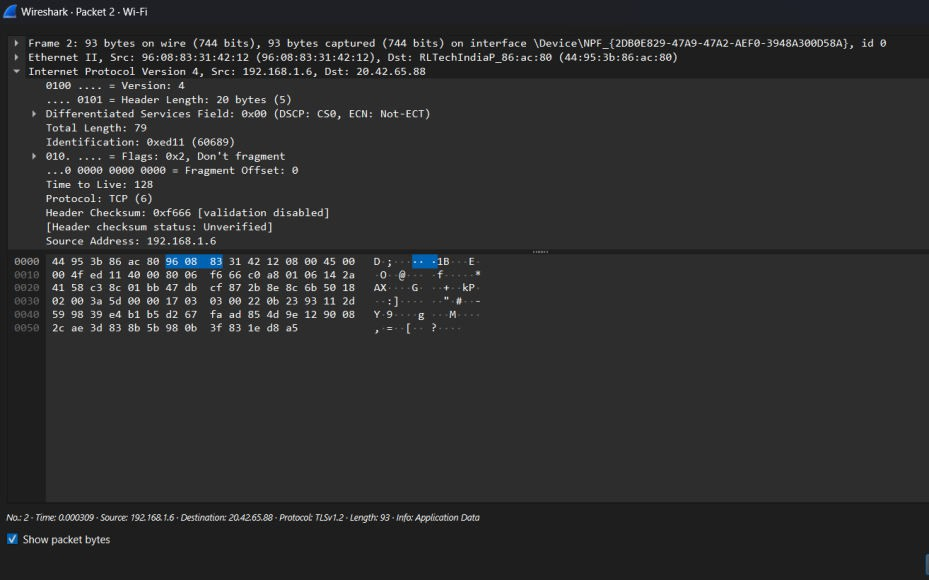 Wireshark · Packet 2 · Wi-Fi
Frame 2: 93 bytes on wire (744 bits), 93 bytes captured (744 bits) on interface \Device\NPF_{2DB0E829-47A9-47A2-AEF0-3948A300D58A}, id 0
Ethernet II, Src: 96:08:83:31:42:12 (96:08:83:31:42:12), Dst: RLTechIndiaP_86:ac:80 (44:95:3b:86:ac:80)
Internet Protocol Version 4, Src: 192.168.1.6, Dst: 20.42.65.88
0100 .... = Version: 4
.... 0101 = Header Length: 20 bytes (5)
Differentiated Services Field: 0x00 (DSCP: CS0, ECN: Not-ECT)
Total Length: 79
Identification: 0xed11 (60689)
010. .... = Flags: 0x2, Don't fragment
...0 0000 0000 0000 = Fragment Offset: 0
Time to Live: 128
Protocol: TCP (6)
Header Checksum: 0xf666 [validation disabled]
[Header checksum status: Unverified]
Source Address: 192.168.1.6
0000 44 95 3b 86 ac 80 96 08 83 31 42 12 08 00 45 00 D·;······1B···E·
0010 00 4f ed 11 40 00 80 06 f6 66 c0 a8 01 06 14 2a ·O··@····f·····*
0020 41 58 c3 8c 01 bb 47 db cf 87 2b 8e 8c 6b 50 18 AX····G···+··kP·
0030 02 00 3a 5d 00 00 17 03 03 00 22 0b 23 93 11 2d ··:]······"·#··-
0040 59 98 39 e4 b1 b5 d2 67 fa ad 85 4d 9e 12 90 08 Y·9····g···M····
0050 2c ae 3d 83 8b 5b 98 0b 3f 83 1e d8 a5 ,·=··[··?····
No.: 2 · Time: 0.000309 · Source: 192.168.1.6 · Destination: 20.42.65.88 · Protocol: TLSv1.2 · Length: 93 · Info: Application Data
Show packet bytes